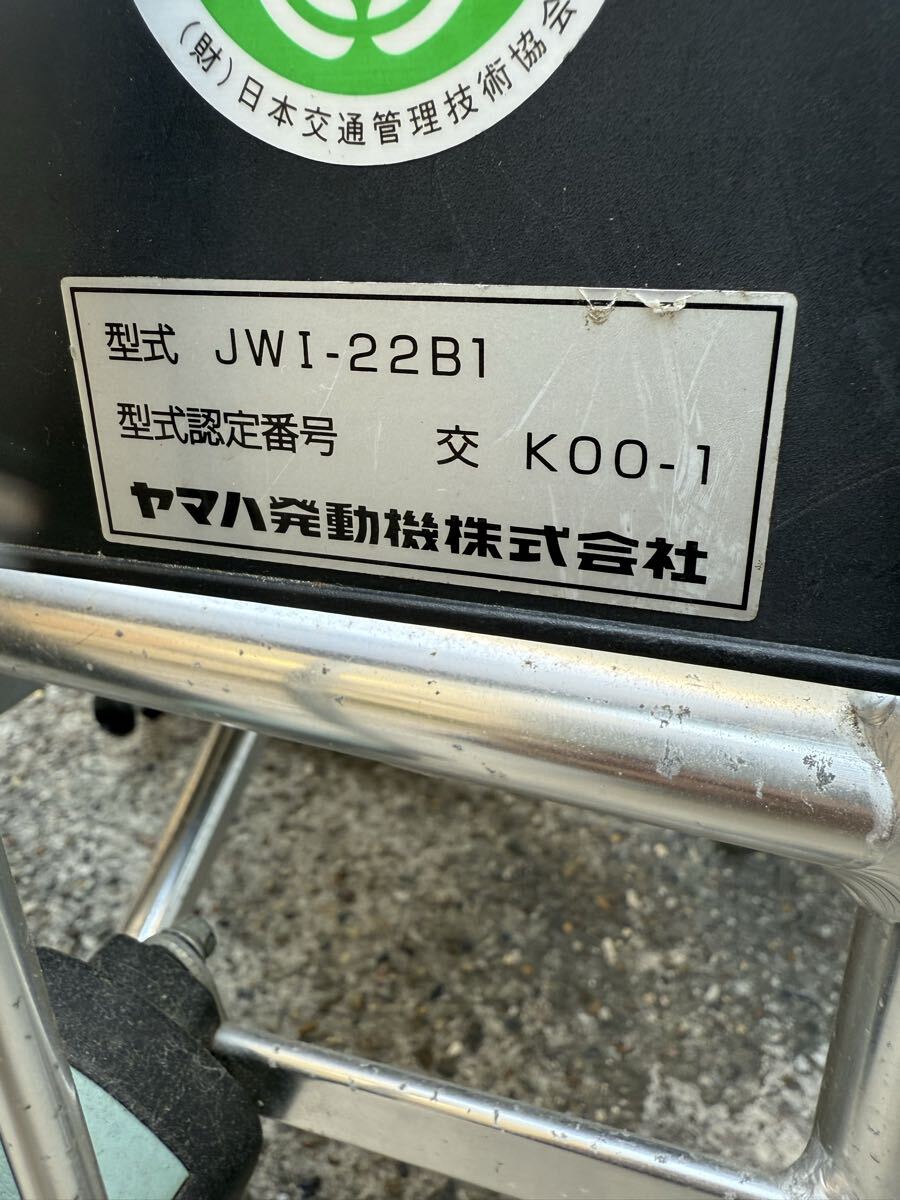 (財)日本交通管理技術協会
型式 JWI-22B1
型式認定番号 交 K00-1
ヤマハ発動機株式会社